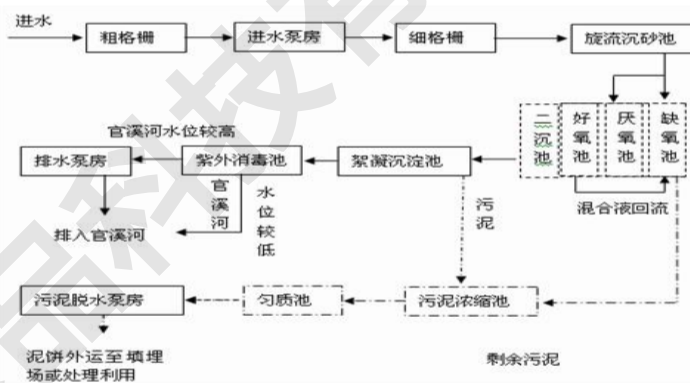 进水
粗格栅
进水泵房
细格栅
旋流沉砂池
二沉池
好氧池
厌氧池
缺氧池
混合液回流
官溪河水位较高
排水泵房
紫外消毒池
絮凝沉淀池
官溪河
水位较低
污泥
排入官溪河
污泥脱水泵房
匀质池
污泥浓缩池
泥饼外运至填埋
场或处理利用
剩余污泥
品科技有